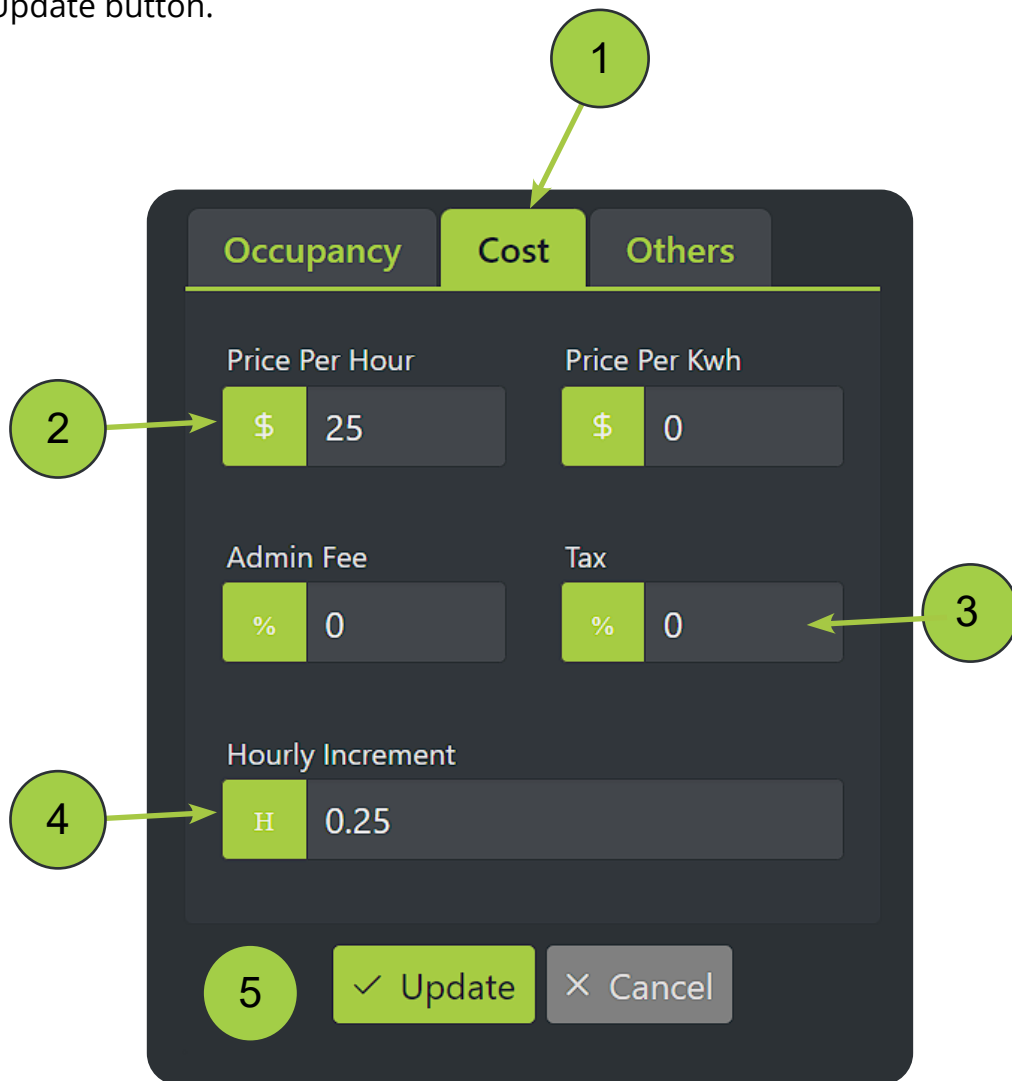 Update button.
1
Occupancy Cost Others
Price Per Hour Price Per Kwh
2 $ 25 $ 0
Admin Fee Tax
% 0 % 0 3
Hourly Increment
4 H 0.25
5 ✓ Update × Cancel